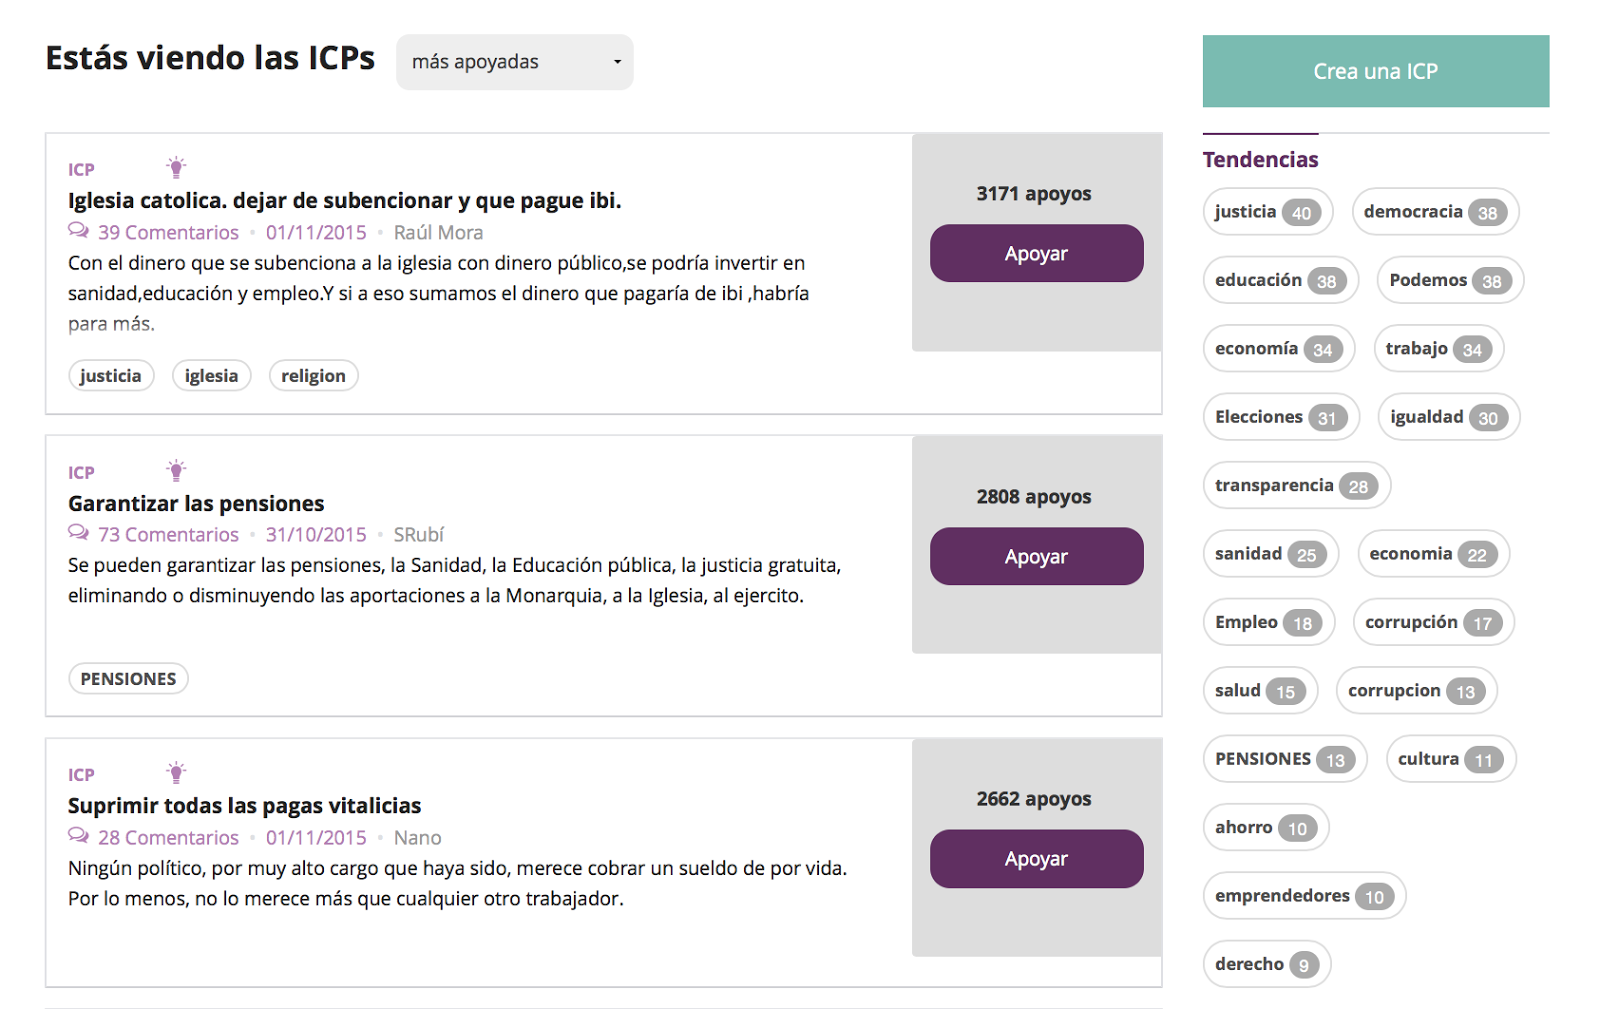 Estás viendo las ICPs
más apoyadas
ICP
Iglesia catolica. dejar de subencionar y que pague ibi.
39 Comentarios • 01/11/2015 • Raúl Mora
Con el dinero que se subenciona a la iglesia con dinero público,se podría invertir en
sanidad,educación y empleo.Y si a eso sumamos el dinero que pagaría de ibi ,habría
para más.
justicia iglesia religion
3171 apoyos
Apoyar
ICP
Garantizar las pensiones
73 Comentarios • 31/10/2015 • SRubí
Se pueden garantizar las pensiones, la Sanidad, la Educación pública, la justicia gratuita,
eliminando o disminuyendo las aportaciones a la Monarquia, a la Iglesia, al ejercito.
PENSIONES
2808 apoyos
Apoyar
ICP
Suprimir todas las pagas vitalicias
28 Comentarios • 01/11/2015 • Nano
Ningún político, por muy alto cargo que haya sido, merece cobrar un sueldo de por vida.
Por lo menos, no lo merece más que cualquier otro trabajador.
2662 apoyos
Apoyar
Crea una ICP
Tendencias
justicia 40 democracia 38
educación 38 Podemos 38
economía 34 trabajo 34
Elecciones 31 igualdad 30
transparencia 28
sanidad 25 economia 22
Empleo 18 corrupción 17
salud 15 corrupcion 13
PENSIONES 13 cultura 11
ahorro 10
emprendedores 10
derecho 9